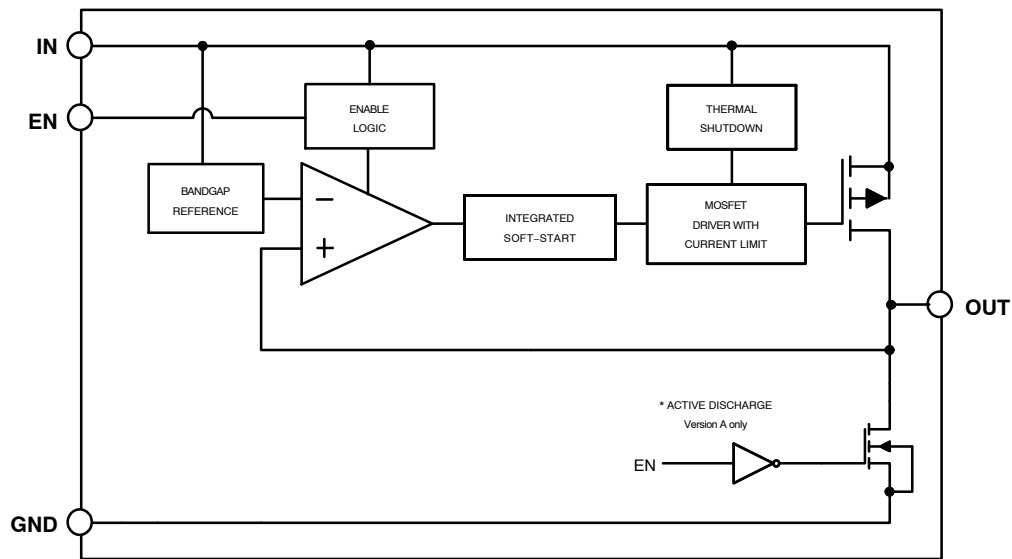 IN
EN
ENABLE
LOGIC
THERMAL
SHUTDOWN
BANDGAP
REFERENCE
−
+
INTEGRATED
SOFT−START
MOSFET
DRIVER WITH
CURRENT LIMIT
OUT
* ACTIVE DISCHARGE
Version A only
EN
GND